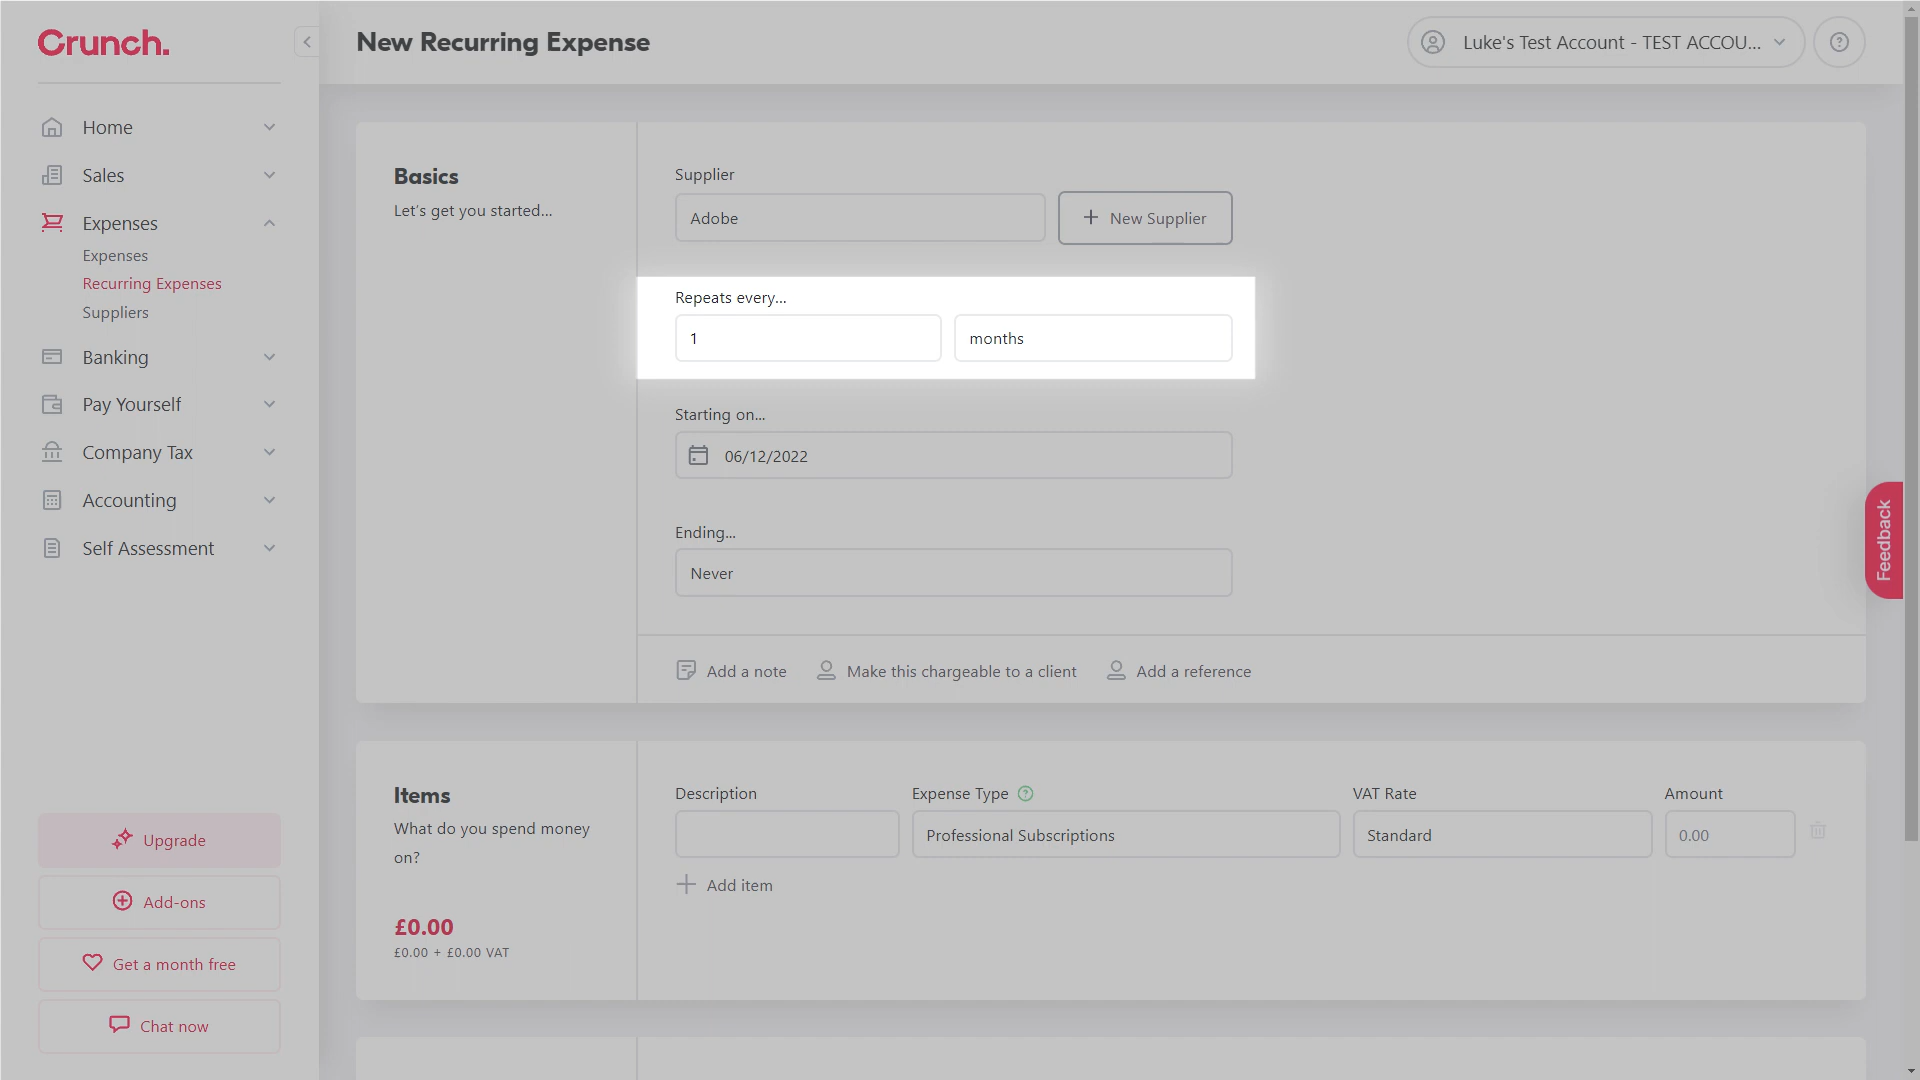 Crunch.
New Recurring Expense
Luke's Test Account - TEST ACCOU...
Home
Sales
Expenses
Expenses
Recurring Expenses
Suppliers
Banking
Pay Yourself
Company Tax
Accounting
Self Assessment
Upgrade
Add-ons
Get a month free
Chat now
Basics
Let's get you started...
Supplier
Adobe
New Supplier
Repeats every...
1 months
Starting on...
06/12/2022
Ending...
Never
Add a note Make this chargeable to a client Add a reference
Items
What do you spend money
on?
£0.00
£0.00 + £0.00 VAT
Description Expense Type VAT Rate Amount
Professional Subscriptions Standard 0.00
Add item
Feedback